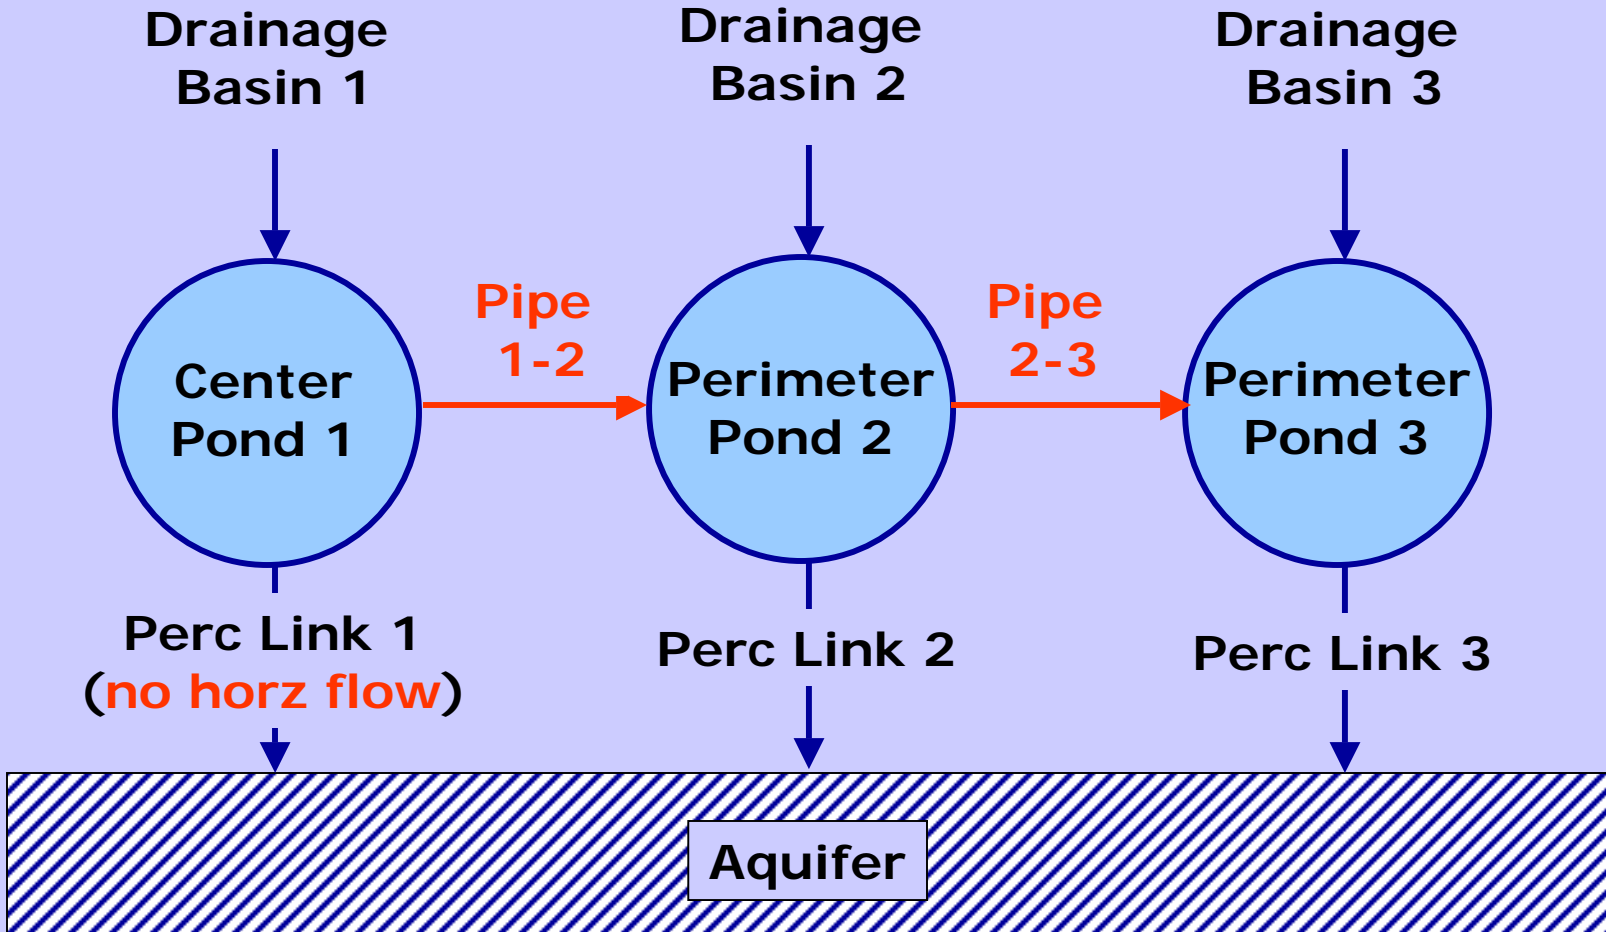 Drainage
Basin 1
Drainage
Basin 2
Drainage
Basin 3
Pipe
1-2
Pipe
2-3
Center
Pond 1
Perimeter
Pond 2
Perimeter
Pond 3
Perc Link 1
(no horz flow)
Perc Link 2
Perc Link 3
Aquifer